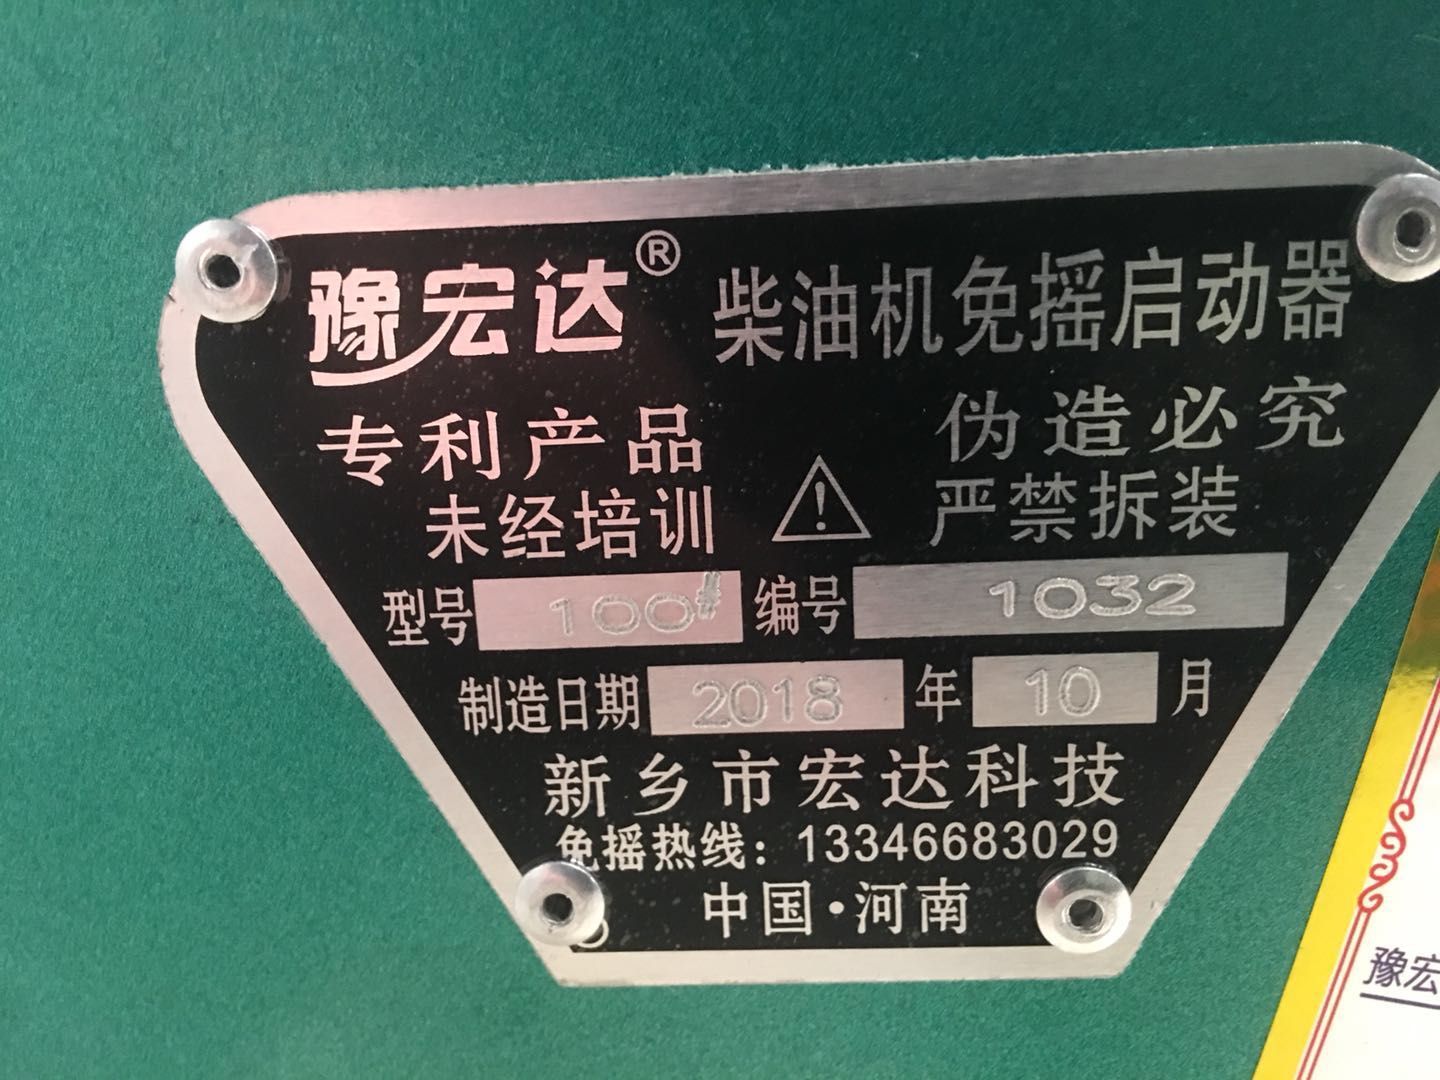 豫宏达® 柴油机免摇启动器
专利产品 伪造必究
未经培训 严禁拆装
型号 100# 编号 1032
制造日期 2018 年 10 月
新乡市宏达科技
免摇热线：13346683029
中国·河南
豫宏